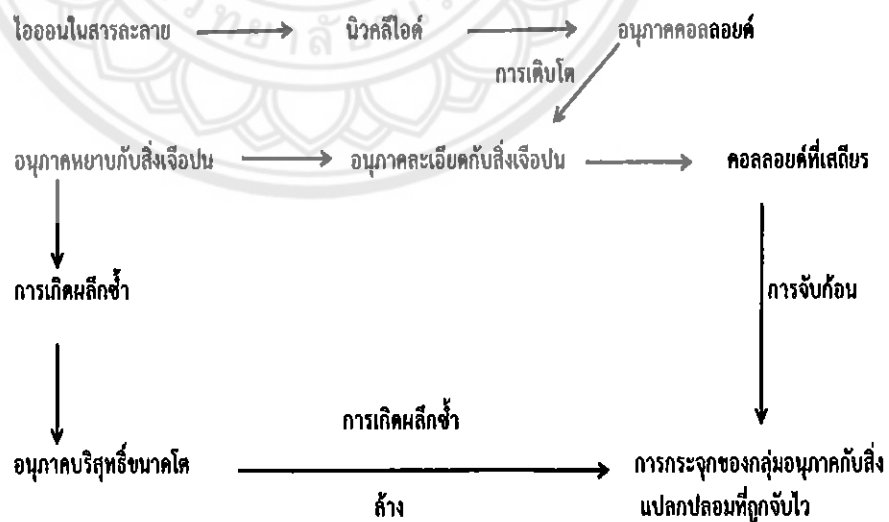 ไอออนในสารละลาย นิวคลีไอด์ อนุภาคคอลลอยด์
การเติบโต
อนุภาคหยาบกับสิ่งเจือปน อนุภาคละเอียดกับสิ่งเจือปน คอลลอยด์ที่เสถียร
การเกิดผลึกซ้ำ การจับก้อน
การเกิดผลึกซ้ำ
อนุภาคบริสุทธิ์ขนาดโต การกระจุกของกลุ่มอนุภาคกับสิ่ง
ล้าง แปลกปลอมที่ถูกจับไว้